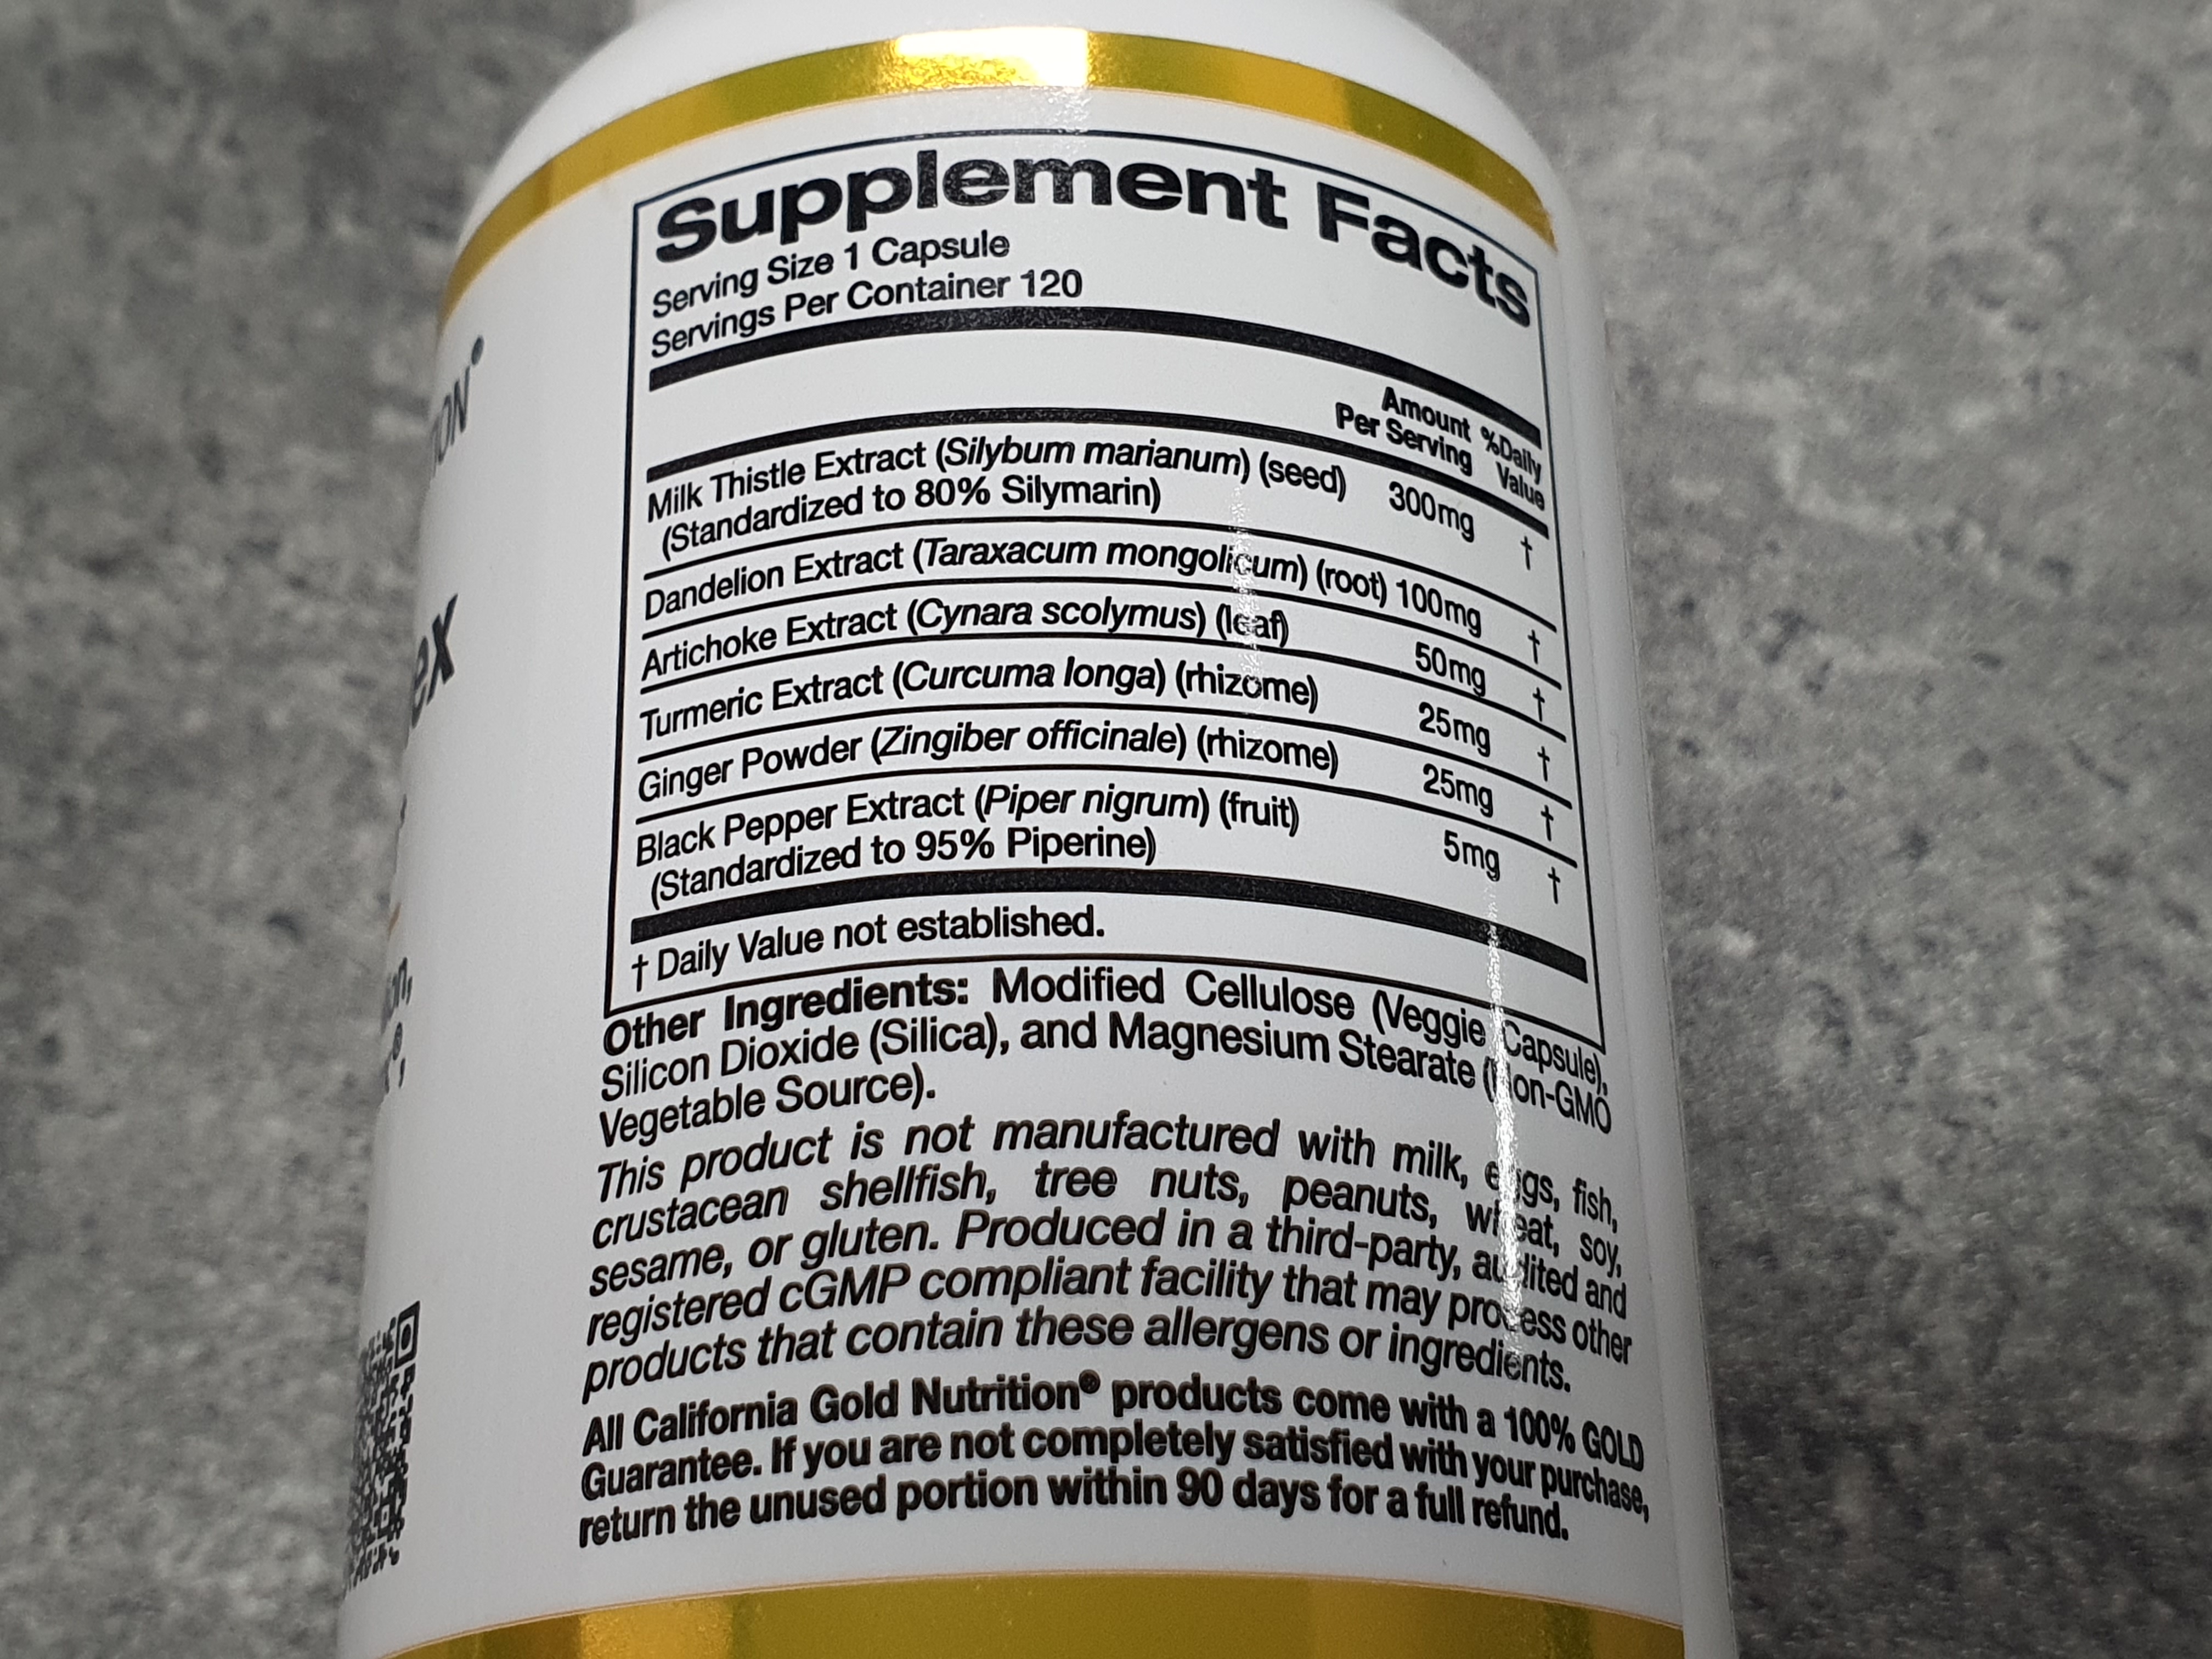 Supplement Facts
Serving Size 1 Capsule
Servings Per Container 120
Amount Per Serving
%Daily Value
Milk Thistle Extract (Silybum marianum) (seed) 300mg †
(Standardized to 80% Silymarin)
Dandelion Extract (Taraxacum mongolicum) (root) 100mg †
Artichoke Extract (Cynara scolymus) (leaf) 50mg †
Turmeric Extract (Curcuma longa) (rhizome) 25mg †
Ginger Powder (Zingiber officinale) (rhizome) 25mg †
Black Pepper Extract (Piper nigrum) (fruit) 5mg †
(Standardized to 95% Piperine)
† Daily Value not established.
Other Ingredients: Modified Cellulose (Veggie Capsule),
Silicon Dioxide (Silica), and Magnesium Stearate (Non-GMO
Vegetable Source).
This product is not manufactured with milk, eggs, fish,
crustacean shellfish, tree nuts, peanuts, wheat, soy,
sesame, or gluten. Produced in a third-party, audited and
registered cGMP compliant facility that may process other
products that contain these allergens or ingredients.
All California Gold Nutrition® products come with a 100% GOLD
Guarantee. If you are not completely satisfied with your purchase,
return the unused portion within 90 days for a full refund.